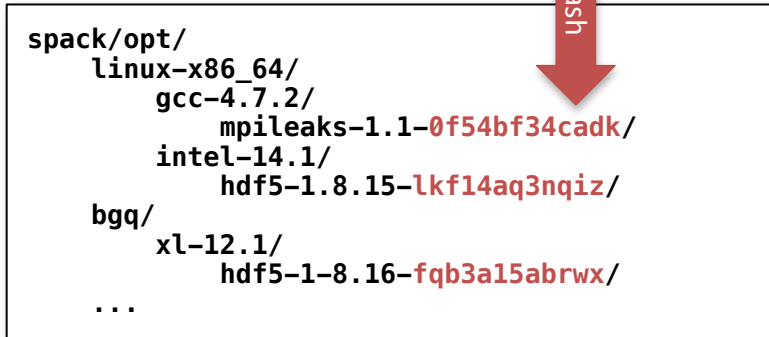 ash
spack/opt/
linux-x86_64/
gcc-4.7.2/
mpileaks-1.1-0f54bf34cadk/
intel-14.1/
hdf5-1.8.15-lkf14aq3nqiz/
bgq/
xl-12.1/
hdf5-1-8.16-fqb3a15abrwx/
...